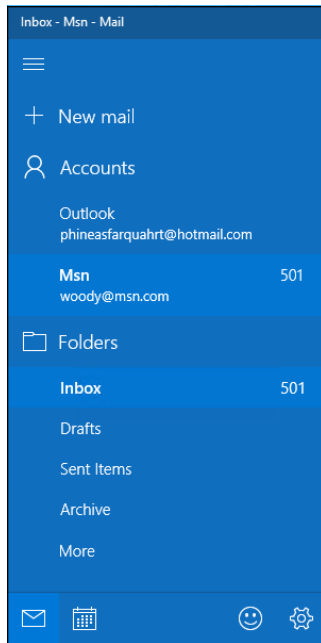 Inbox - Msn - Mail
New mail
Accounts
Outlook
phineasfarquahrt@hotmail.com
Msn 501
woody@msn.com
Folders
Inbox 501
Drafts
Sent Items
Archive
More